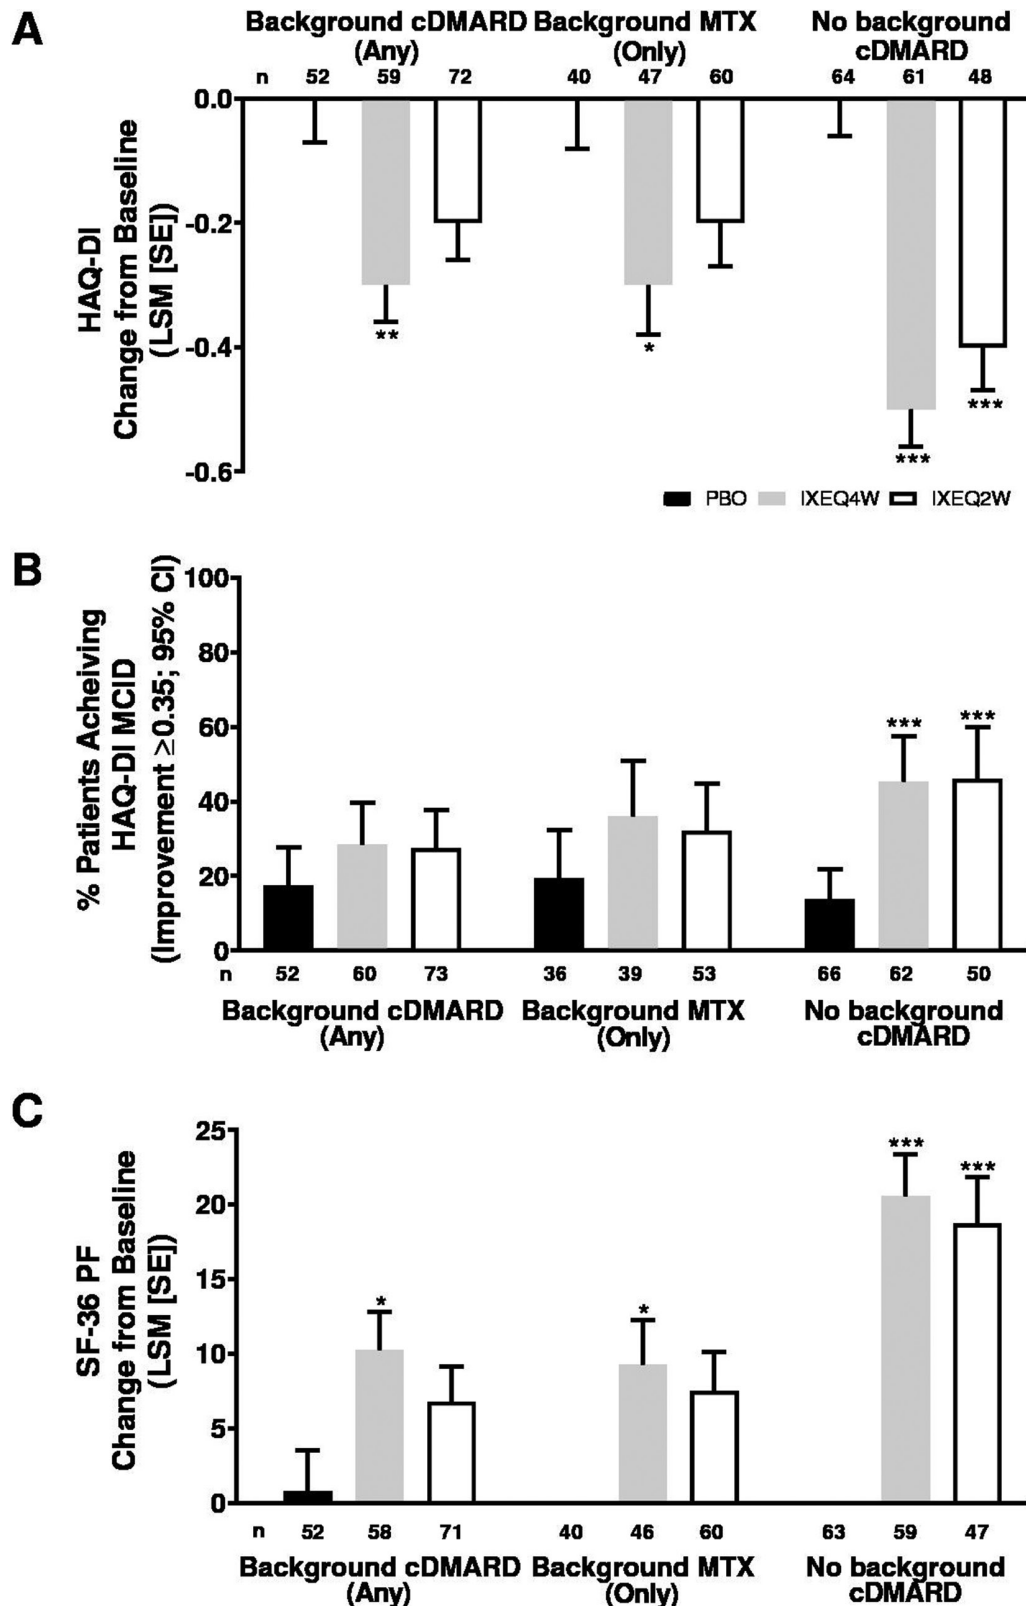 A
Background cDMARD Background MTX No background
(Any) (Only) cDMARD
n 52 59 72 40 47 60 64 61 48
0.0
-0.2
-0.4
-0.6
HAQ-DI
Change from Baseline
(LSM [SE])
** * *** ***
PBO IXEQ4W IXEQ2W
B
100
80
60
40
20
0
% Patients Acheiving
HAQ-DI MCID
(Improvement ≥0.35; 95% CI)
*** ***
n 52 60 73 36 39 53 66 62 50
Background cDMARD Background MTX No background
(Any) (Only) cDMARD
C
25
20
15
10
5
0
SF-36 PF
Change from Baseline
(LSM [SE])
* * *** ***
n 52 58 71 40 46 60 63 59 47
Background cDMARD Background MTX No background
(Any) (Only) cDMARD